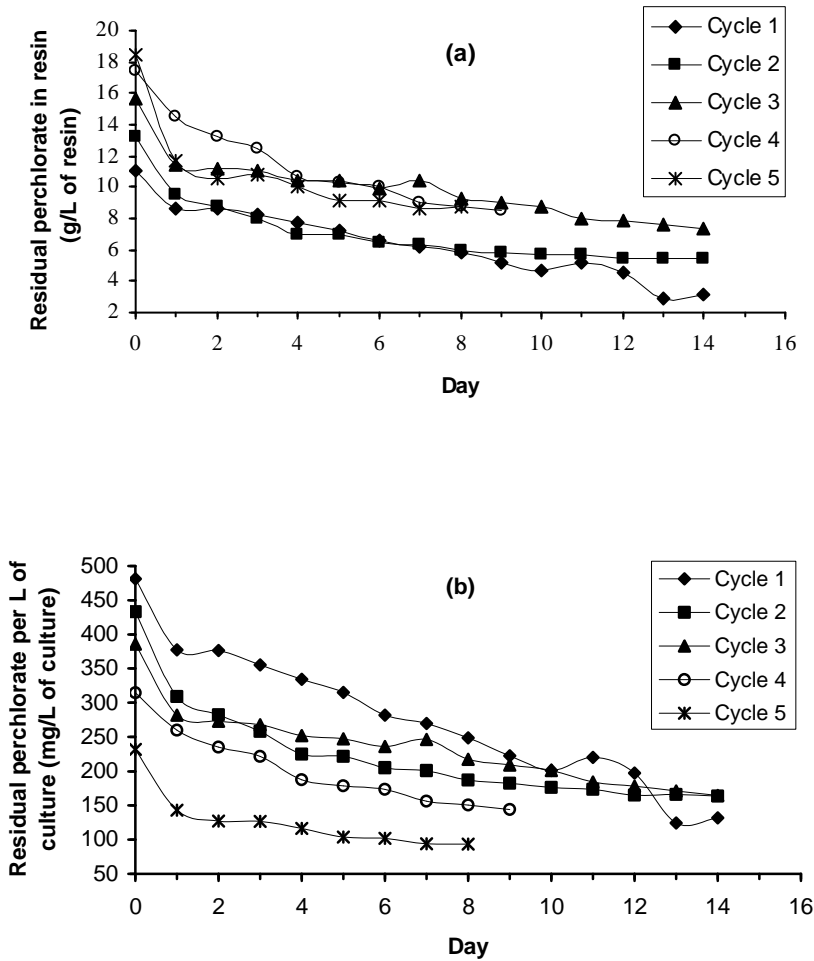 (a)
Residual perchlorate in resin
(g/L of resin)
20
18
16
14
12
10
8
6
4
2
0
2
4
6
8
10
12
14
16
Day
Cycle 1
Cycle 2
Cycle 3
Cycle 4
Cycle 5
(b)
Residual perchlorate per L of
culture (mg/L of culture)
500
450
400
350
300
250
200
150
100
50
0
2
4
6
8
10
12
14
16
Day
Cycle 1
Cycle 2
Cycle 3
Cycle 4
Cycle 5